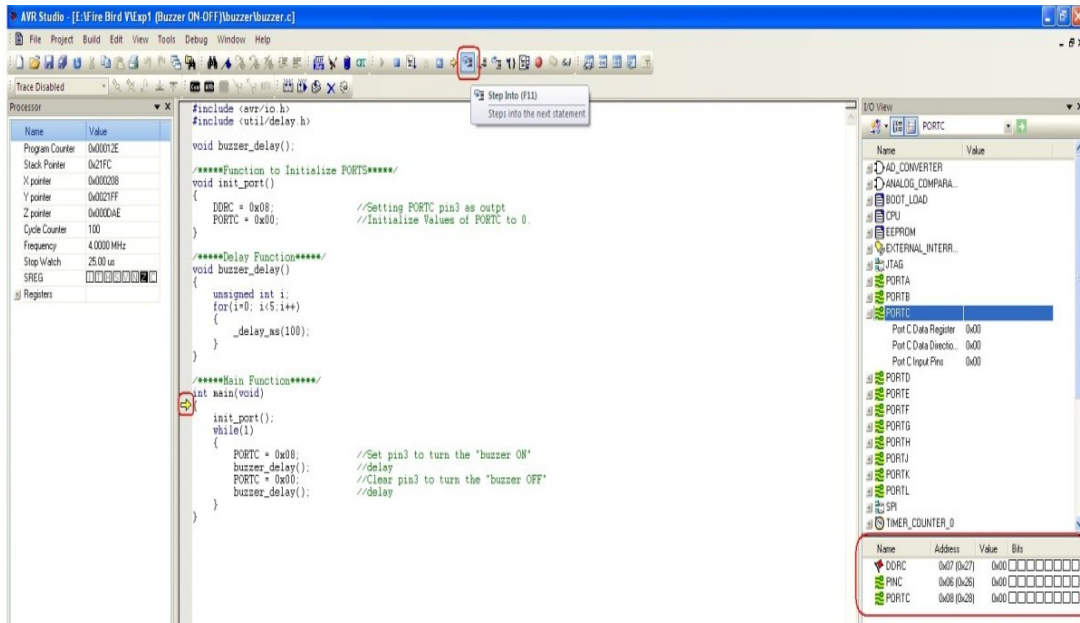 AVR Studio - [E:\Fire Bird V\Exp1 (Buzzer ON-OFF)\buzzer\buzzer.c]
File Project Build Edit View Tools Debug Window Help
Trace Disabled
Step Into (F11)
Steps into the next statement
Processor
Name Value
Program Counter 0x00012E
Stack Pointer 0x21FC
X pointer 0x000208
Y pointer 0x0021FF
Z pointer 0x000DAE
Cycle Counter 100
Frequency 4.0000 MHz
Stop Watch 25.00 us
SREG I T H S V N Z C
Registers
#include <avr/io.h>
#include <util/delay.h>
void buzzer_delay();
/*****Function to Initialize PORTS*****/
void init_port()
{
DDRC = 0x08; //Setting PORTC pin3 as outpt
PORTC = 0x00; //Initialize Values of PORTC to 0.
}
/*****Delay Function*****/
void buzzer_delay()
{
unsigned int i;
for(i=0; i<5;i++)
{
_delay_ms(100);
}
}
/*****Main Function*****/
int main(void)
{
init_port();
while(1)
{
PORTC = 0x08; //Set pin3 to turn the "buzzer ON"
buzzer_delay(); //delay
PORTC = 0x00; //Clear pin3 to turn the "buzzer OFF"
buzzer_delay(); //delay
}
}
I/O View
PORTC
Name Value
AD_CONVERTER
ANALOG_COMPARA...
BOOT_LOAD
CPU
EEPROM
EXTERNAL_INTERR...
JTAG
PORTA
PORTB
PORTC
Port C Data Register 0x00
Port C Data Directio... 0x00
Port C Input Pins 0x00
PORTD
PORTE
PORTF
PORTG
PORTH
PORTJ
PORTK
PORTL
SPI
TIMER_COUNTER_0
Name Address Value Bits
DDRC 0x07 (0x27) 0x00
PINC 0x06 (0x26) 0x00
PORTC 0x08 (0x28) 0x00